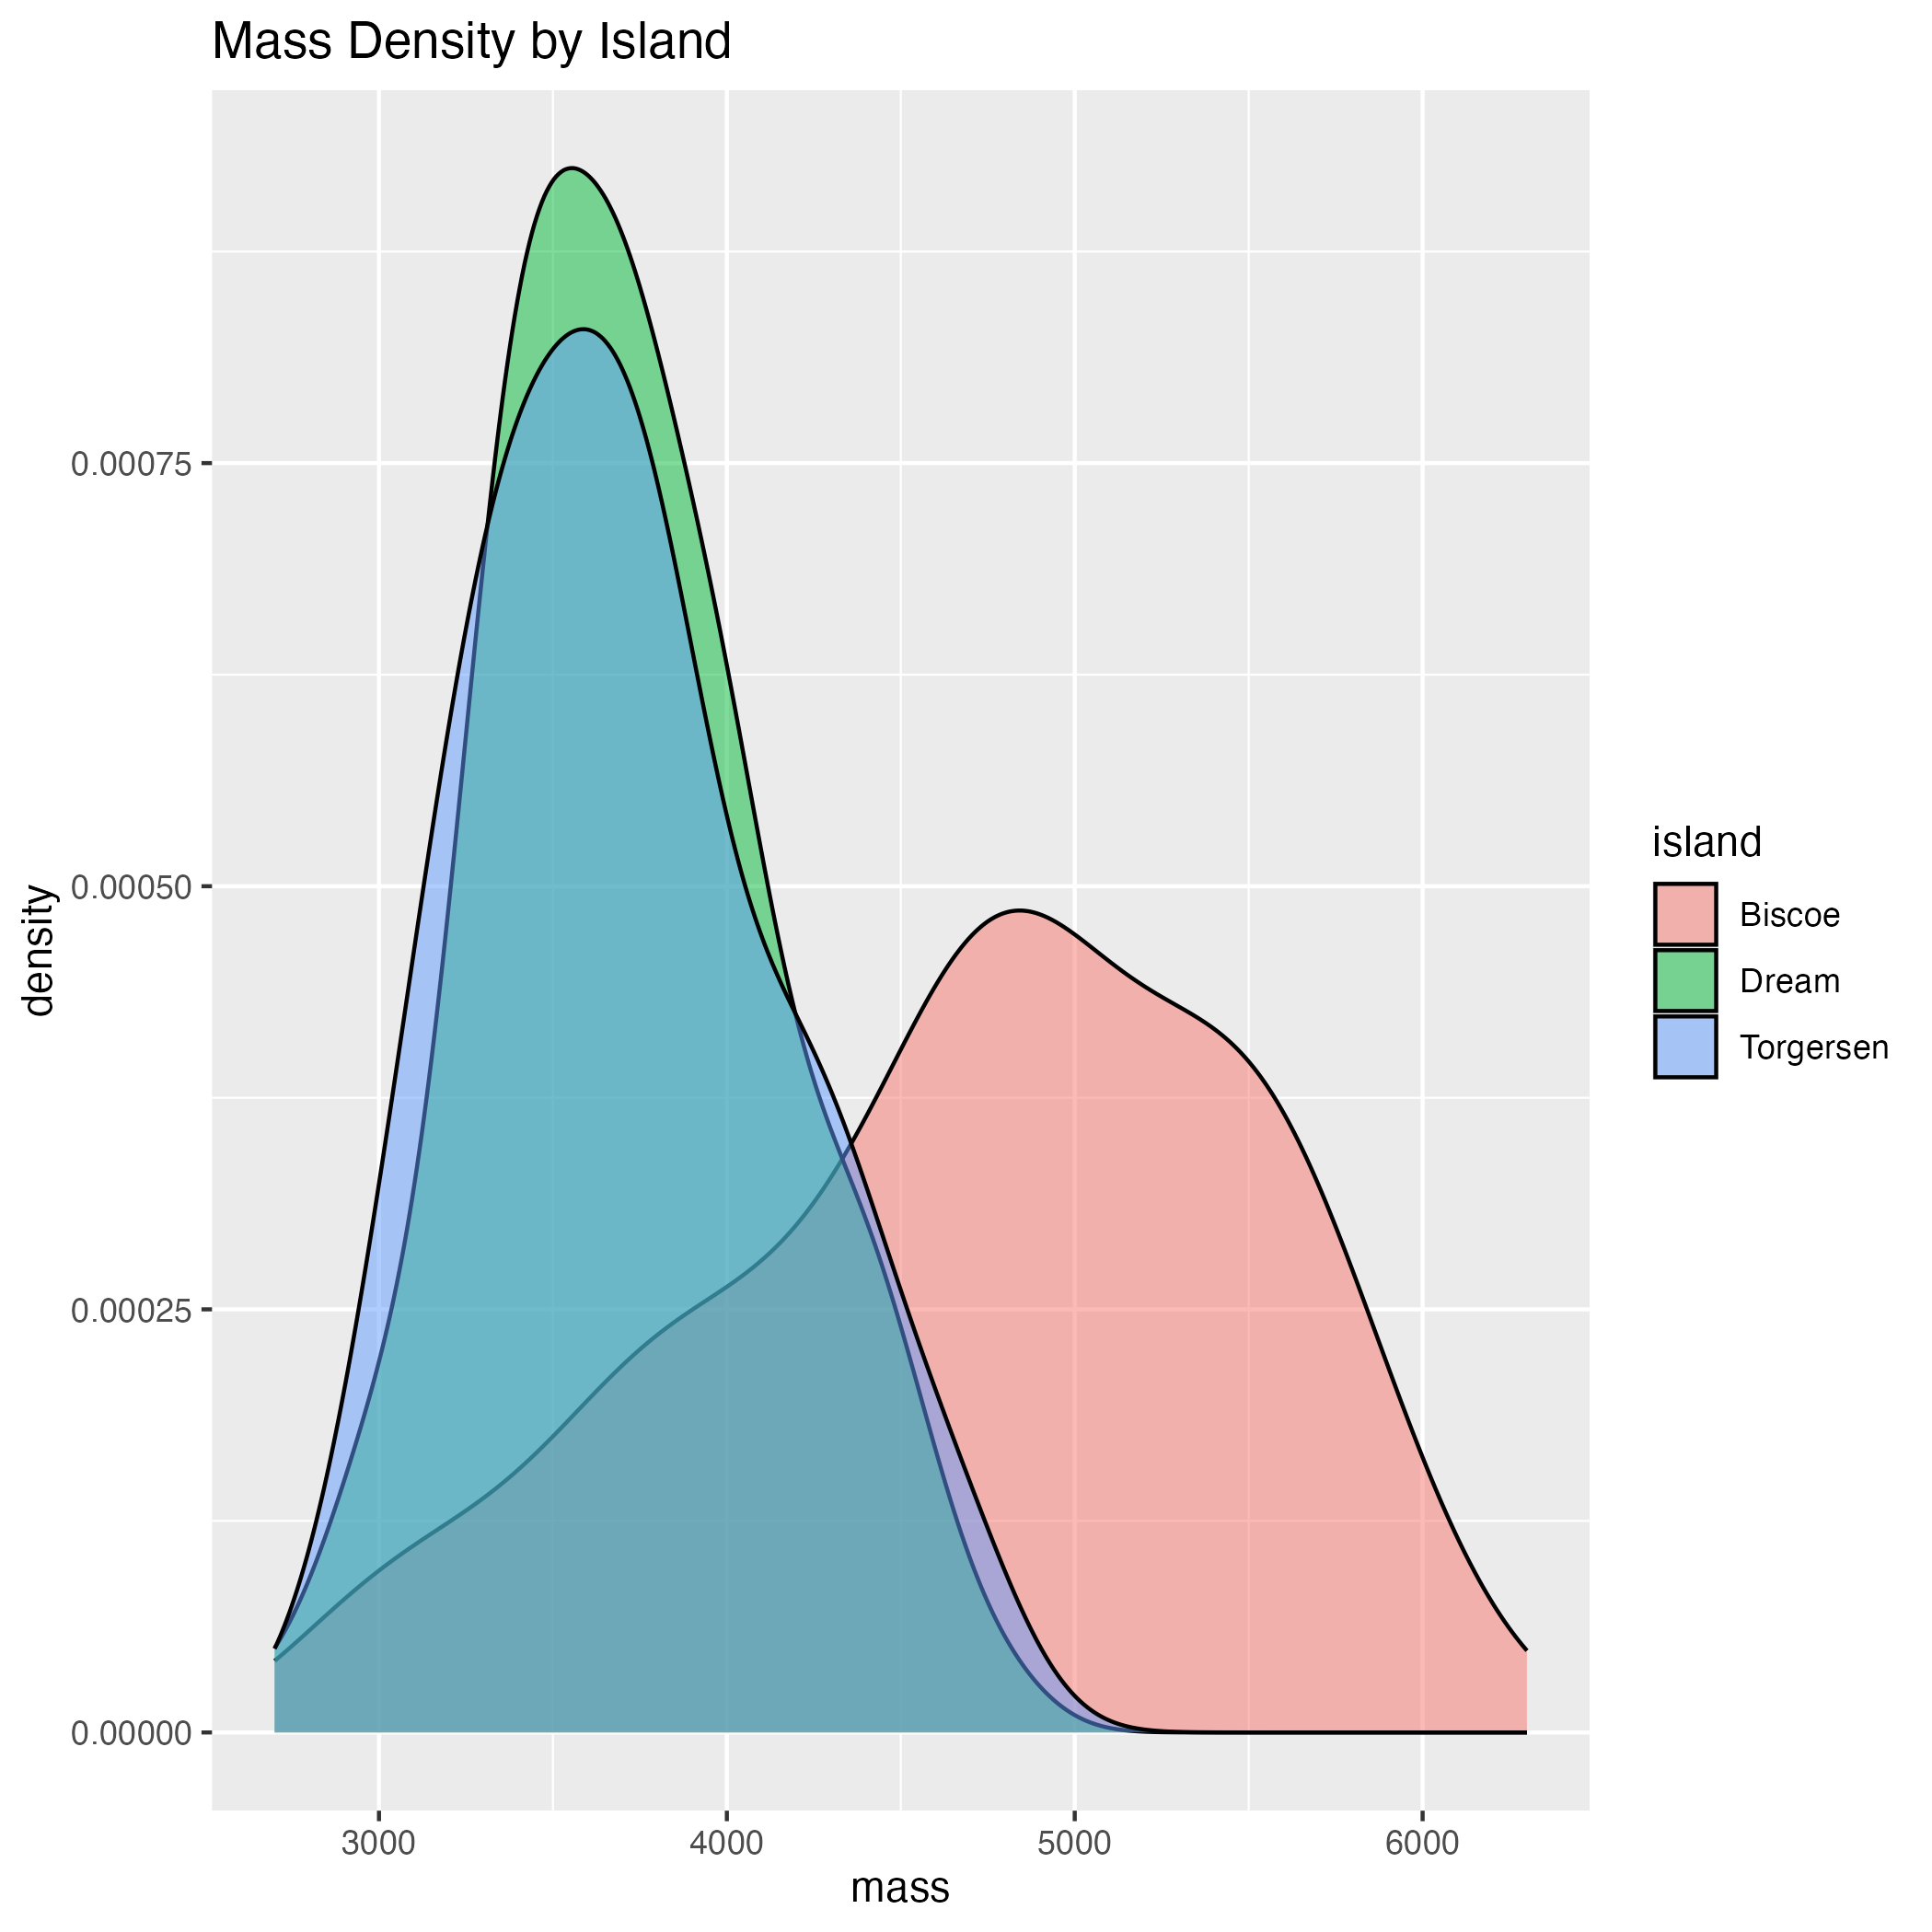 Mass Density by Island
0.00075
0.00050
0.00025
0.00000
density
3000 4000 5000 6000
mass
island
Biscoe
Dream
Torgersen